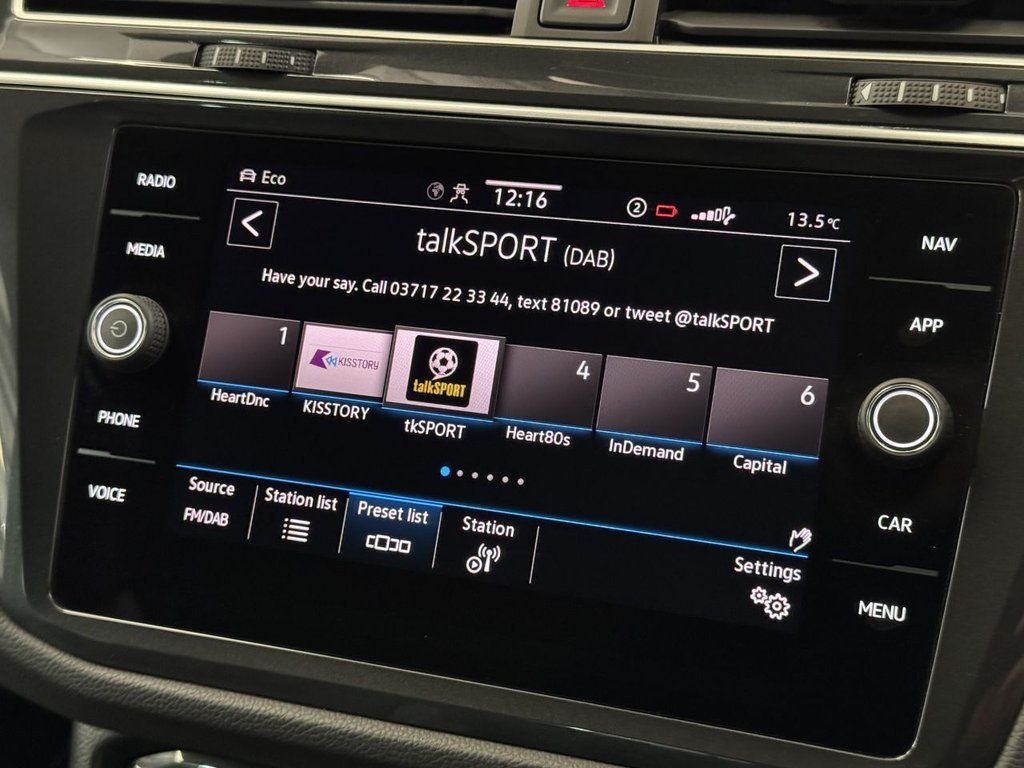 RADIO
MEDIA
PHONE
VOICE
Eco
12:16
2
13.5°C
talkSPORT (DAB)
Have your say. Call 03717 22 33 44, text 81089 or tweet @talkSPORT
1
KISSTORY
talkSPORT
4
5
6
HeartDnc
KISSTORY
tkSPORT
Heart80s
InDemand
Capital
Source
FM/DAB
Station list
Preset list
Station
Settings
NAV
APP
CAR
MENU